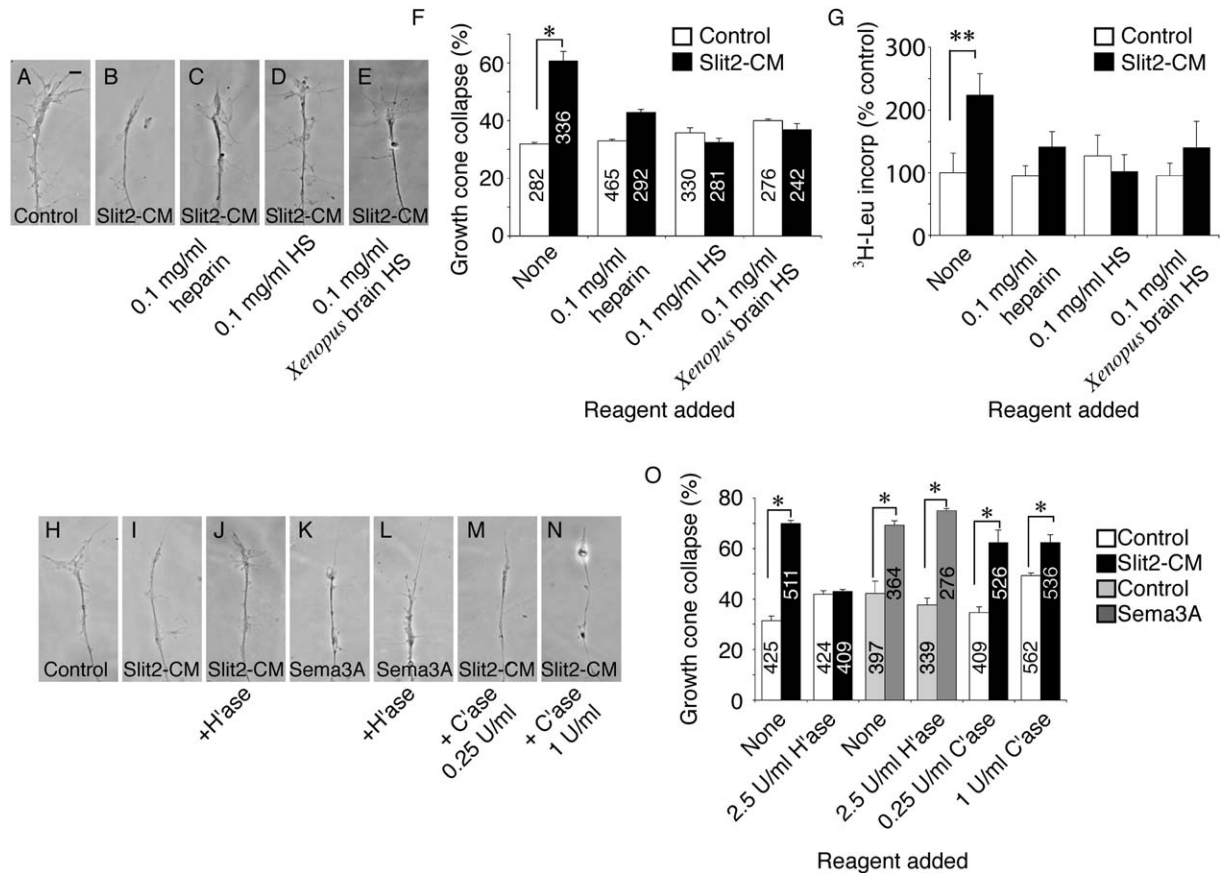 A
Control
B
Slit2-CM
C
Slit2-CM
0.1 mg/ml
heparin
D
Slit2-CM
0.1 mg/ml HS
E
Slit2-CM
0.1 mg/ml
Xenopus brain HS
F
Growth cone collapse (%)
60
40
20
0
*
Control
Slit2-CM
282
336
465
292
330
281
276
242
None
0.1 mg/ml
heparin
0.1 mg/ml HS
0.1 mg/ml
Xenopus brain HS
Reagent added
G
³H-Leu incorp (% control)
300
200
100
0
**
Control
Slit2-CM
None
0.1 mg/ml
heparin
0.1 mg/ml HS
0.1 mg/ml
Xenopus brain HS
Reagent added
H
Control
I
Slit2-CM
J
Slit2-CM
+H'ase
K
Sema3A
L
Sema3A
+H'ase
M
Slit2-CM
+ C'ase
0.25 U/ml
N
Slit2-CM
+ C'ase
1 U/ml
O
Growth cone collapse (%)
80
60
40
20
0
*
*
*
*
*
Control
Slit2-CM
Control
Sema3A
425
511
424
409
397
364
339
276
409
526
562
536
None
2.5 U/ml H'ase
None
2.5 U/ml H'ase
0.25 U/ml C'ase
1 U/ml C'ase
Reagent added